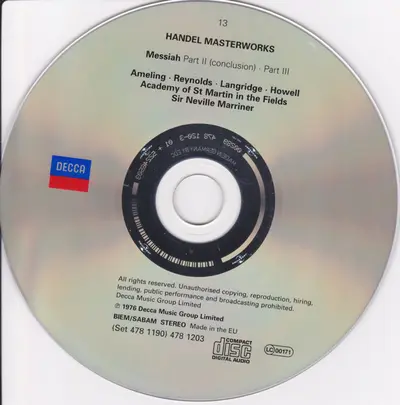 13
HANDEL MASTERWORKS
Messiah Part II (conclusion) · Part III
Ameling · Reynolds · Langridge · Howell
Academy of St Martin in the Fields
Sir Neville Marriner
DECCA
All rights reserved. Unauthorised copying, reproduction, hiring,
lending, public performance and broadcasting prohibited.
Decca Music Group Limited
℗ 1976 Decca Music Group Limited
BIEM/SABAM STEREO Made in the EU
(Set 478 1190) 478 1203
COMPACT
disc
DIGITAL AUDIO
LC 00171